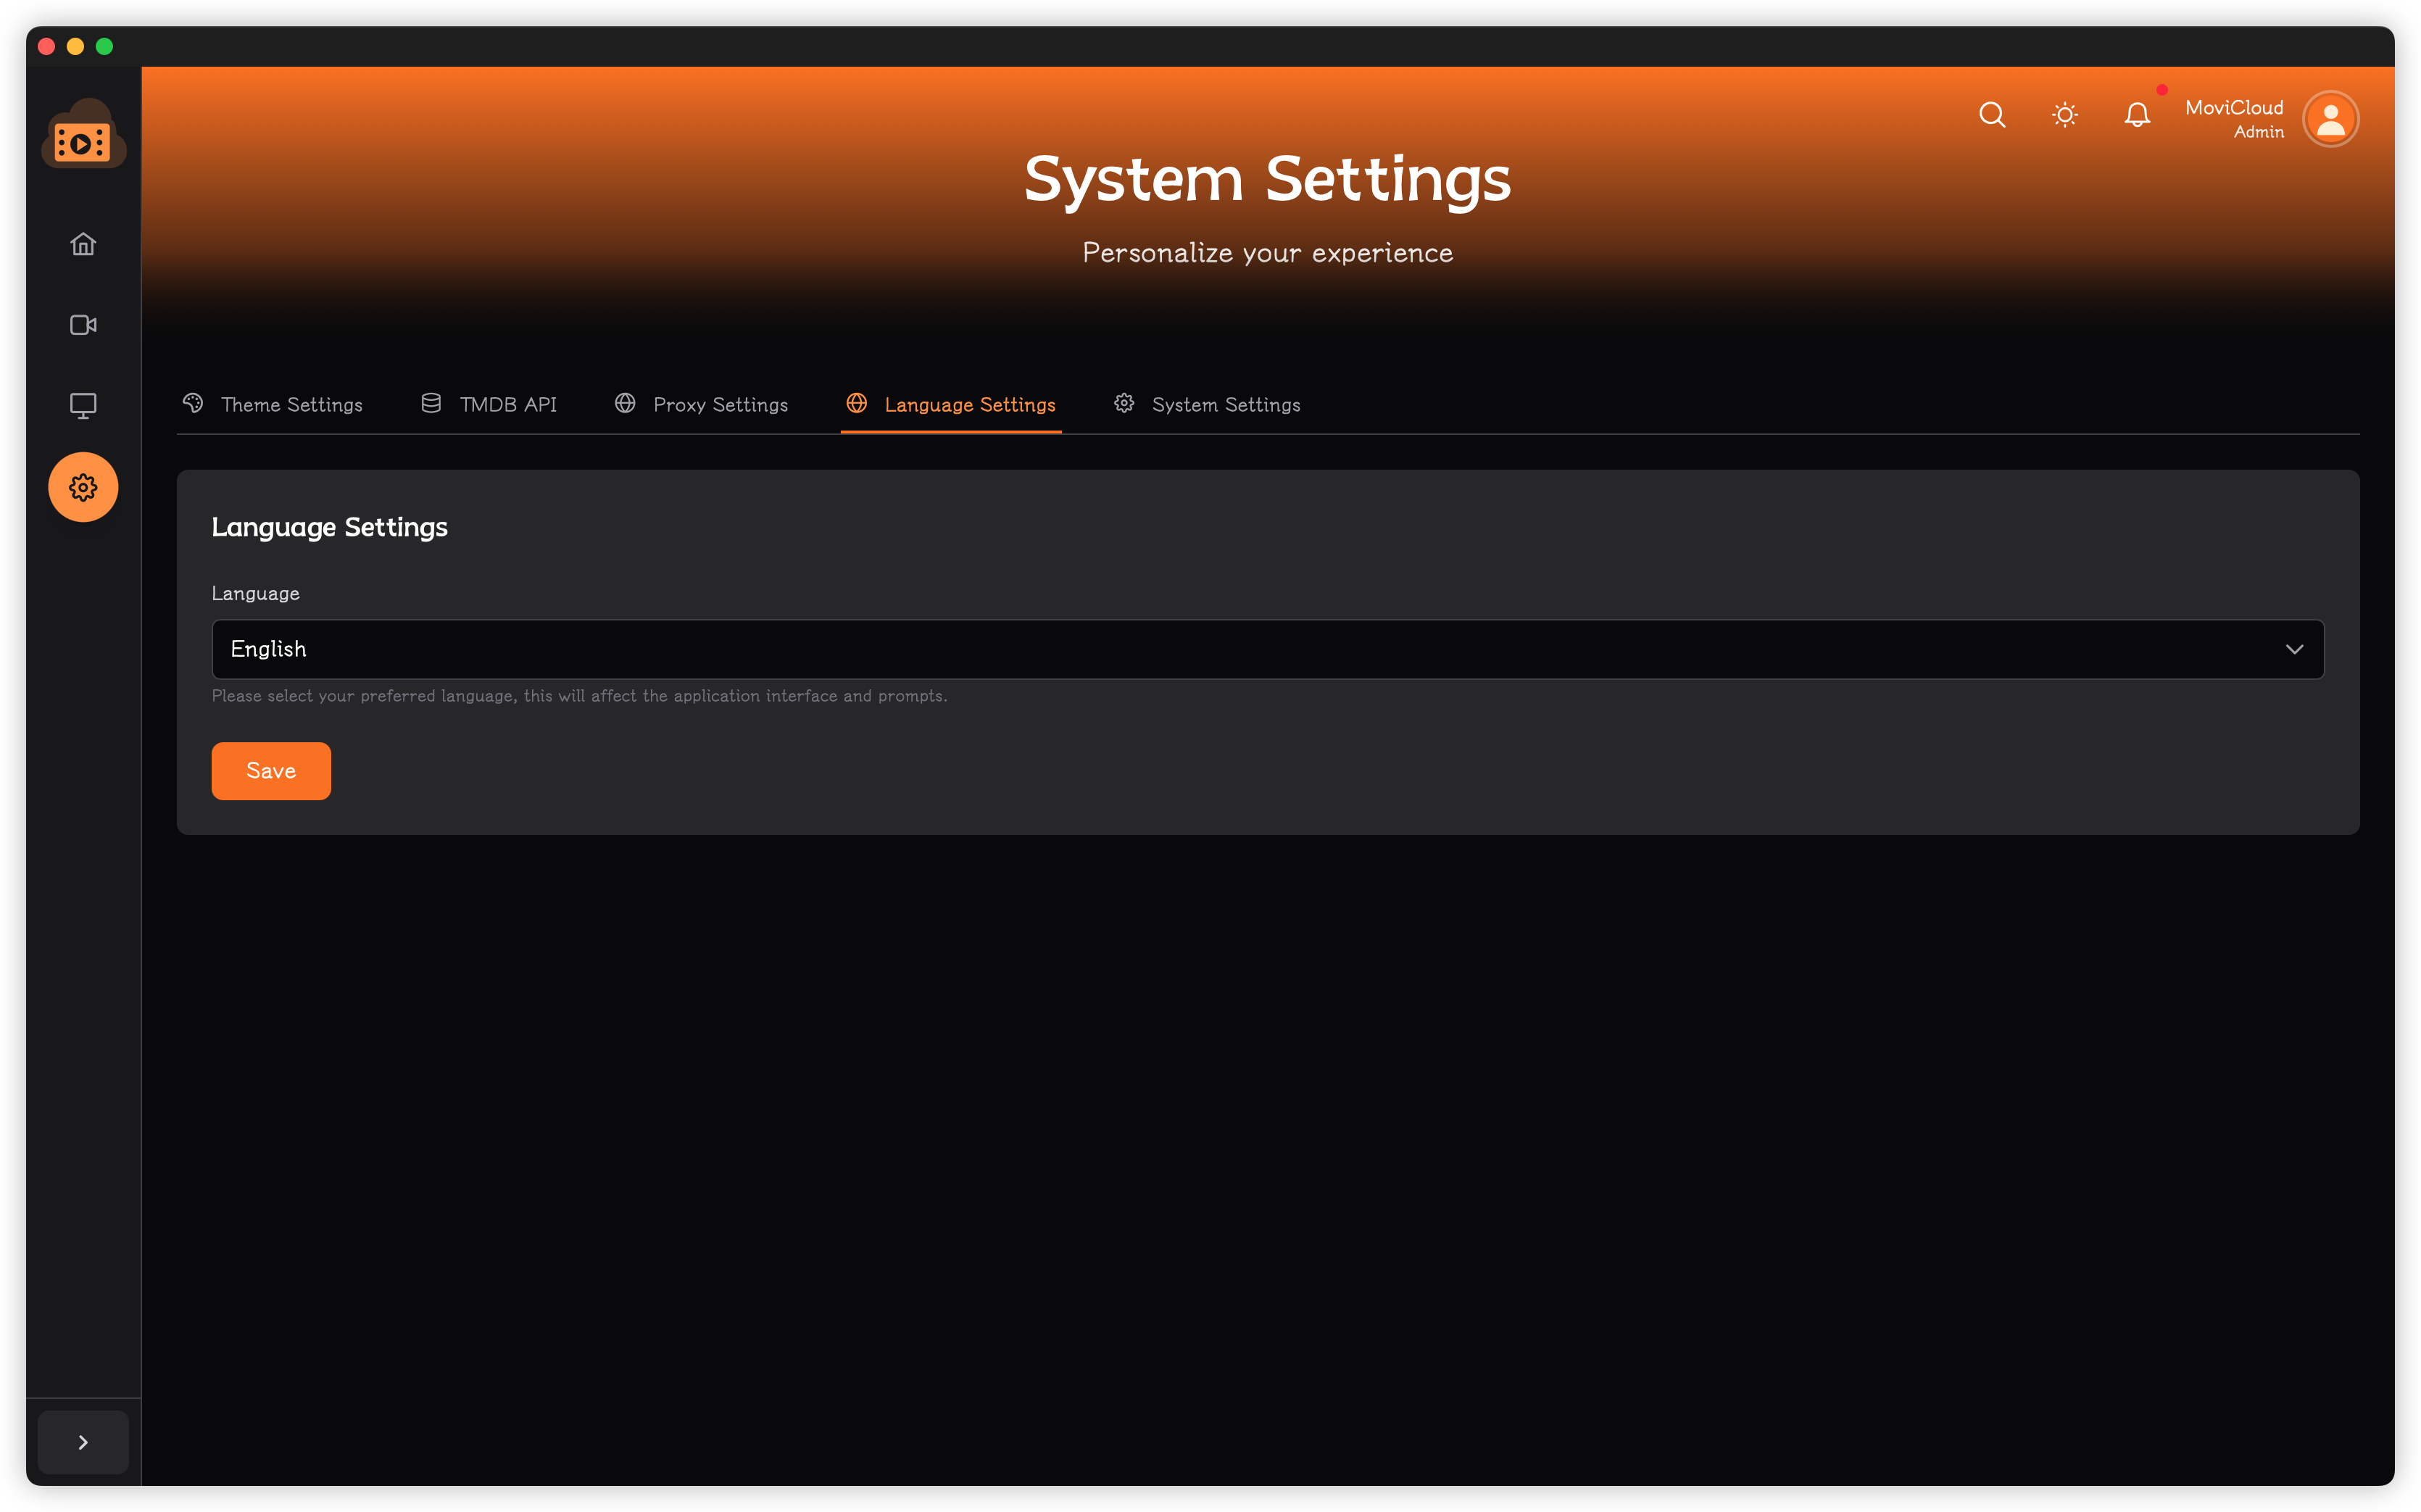 MoviCloud
Admin
System Settings
Personalize your experience
Theme Settings
TMDB API
Proxy Settings
Language Settings
System Settings
Language Settings
Language
English
Please select your preferred language, this will affect the application interface and prompts.
Save